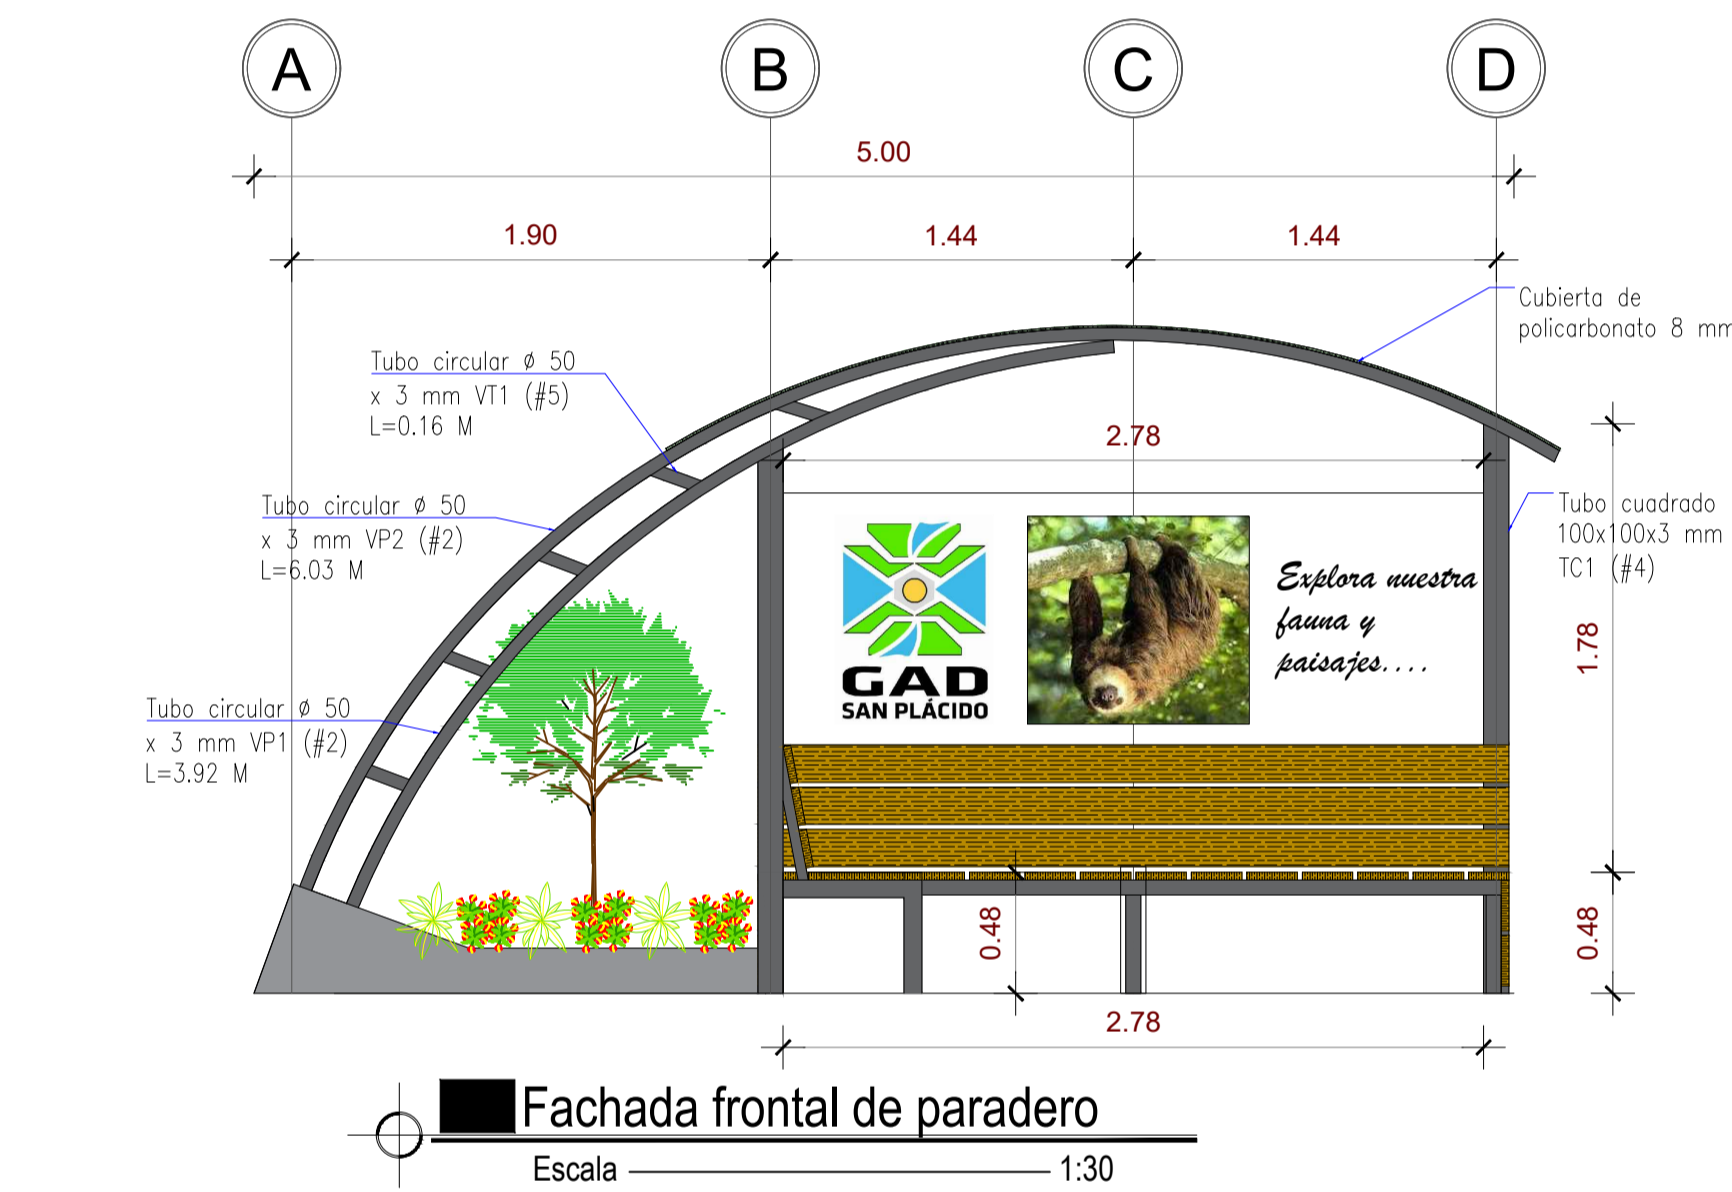 A
B
C
D
5.00
1.90
1.44
1.44
Cubierta de
policarbonato 8 mm
Tubo circular ø 50
x 3 mm VT1 (#5)
L=0.16 M
2.78
Tubo circular ø 50
x 3 mm VP2 (#2)
L=6.03 M
Tubo cuadrado
100x100x3 mm
TC1 (#4)
Explora nuestra
fauna y
paisajes....
GAD
SAN PLÁCIDO
1.78
Tubo circular ø 50
x 3 mm VP1 (#2)
L=3.92 M
0.48
0.48
2.78
Fachada frontal de paradero
Escala 1:30